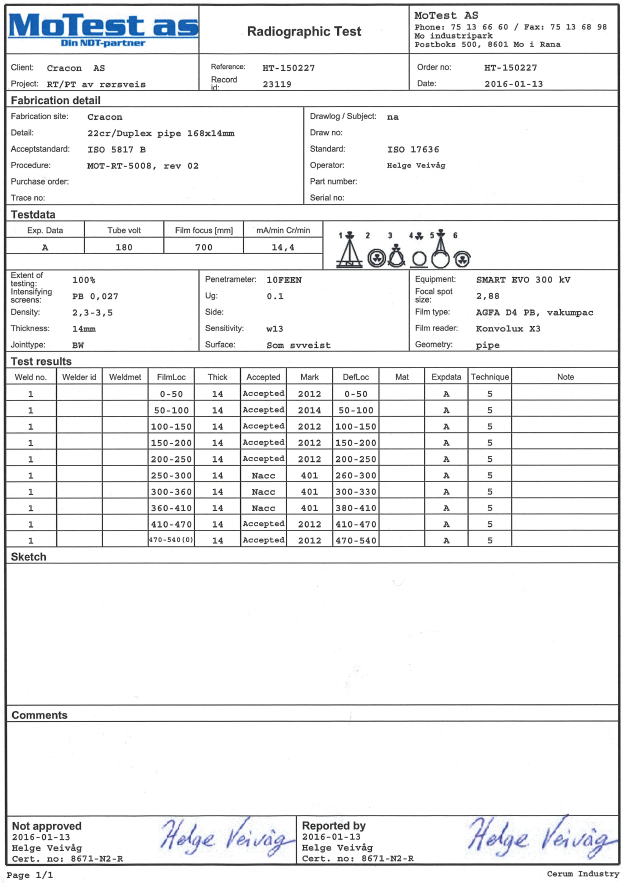 MoTest as
Din NDT-partner
Radiographic Test
MoTest AS
Phone: 75 13 66 60 / Fax: 75 13 68 98
Mo industripark
Postboks 500, 8601 Mo i Rana
Client: Cracon AS Reference: HT-150227 Order no: HT-150227
Project: RT/PT av rørsveis Record id: 23119 Date: 2016-01-13
Fabrication detail
Fabrication site: Cracon Drawlog / Subject: na
Detail: 22cr/Duplex pipe 168x14mm Draw no:
Acceptstandard: ISO 5817 B Standard: ISO 17636
Procedure: MOT-RT-5008, rev 02 Operator: Helge Veivåg
Purchase order: Part number:
Trace no: Serial no:
Testdata
Exp. Data Tube volt Film focus [mm] mA/min Cr/min
A 180 700 14,4
1 2 3 4 5 6
Extent of testing: 100% Penetrameter: 10FEEN Equipment: SMART EVO 300 kV
Intensifying screens: PB 0,027 Ug: 0.1 Focal spot size: 2,88
Density: 2,3-3,5 Side: Film type: AGFA D4 PB, vakumpac
Thickness: 14mm Sensitivity: w13 Film reader: Konvolux X3
Jointtype: BW Surface: Som svveist Geometry: pipe
Test results
Weld no. Welder id Weldmet FilmLoc Thick Accepted Mark DefLoc Mat Expdata Technique Note
1 0-50 14 Accepted 2012 0-50 A 5
1 50-100 14 Accepted 2014 50-100 A 5
1 100-150 14 Accepted 2012 100-150 A 5
1 150-200 14 Accepted 2012 150-200 A 5
1 200-250 14 Accepted 2012 200-250 A 5
1 250-300 14 Nacc 401 260-300 A 5
1 300-360 14 Nacc 401 300-330 A 5
1 360-410 14 Nacc 401 380-410 A 5
1 410-470 14 Accepted 2012 410-470 A 5
1 470-540(0) 14 Accepted 2012 470-540 A 5
Sketch
Comments
Not approved
2016-01-13
Helge Veivåg
Cert. no: 8671-N2-R
Helge Veivåg
Reported by
2016-01-13
Helge Veivåg
Cert. no: 8671-N2-R
Helge Veivåg
Page 1/1 Cerum Industry